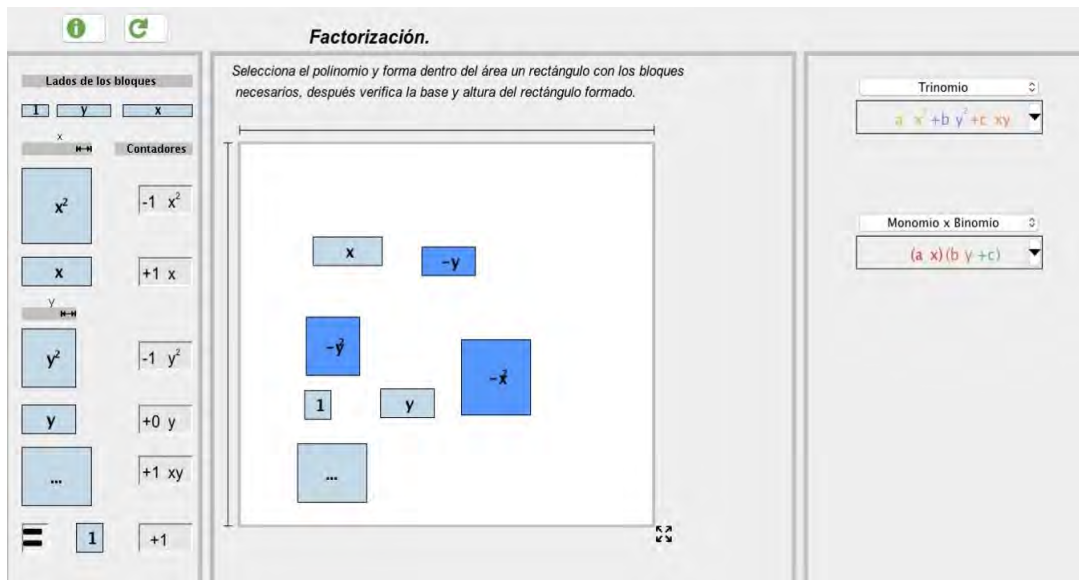 Factorización.
Lados de los bloques
1 y x
x
Contadores
x²
-1 x²
x
+1 x
y
y²
-1 y²
y
+0 y
...
+1 xy
1
+1
Selecciona el polinomio y forma dentro del área un rectángulo con los bloques
necesarios, después verifica la base y altura del rectángulo formado.
x
-y
-y²
-x²
1
y
...
Trinomio
a x²+b y²+c xy
Monomio x Binomio
(a x)(b y +c)